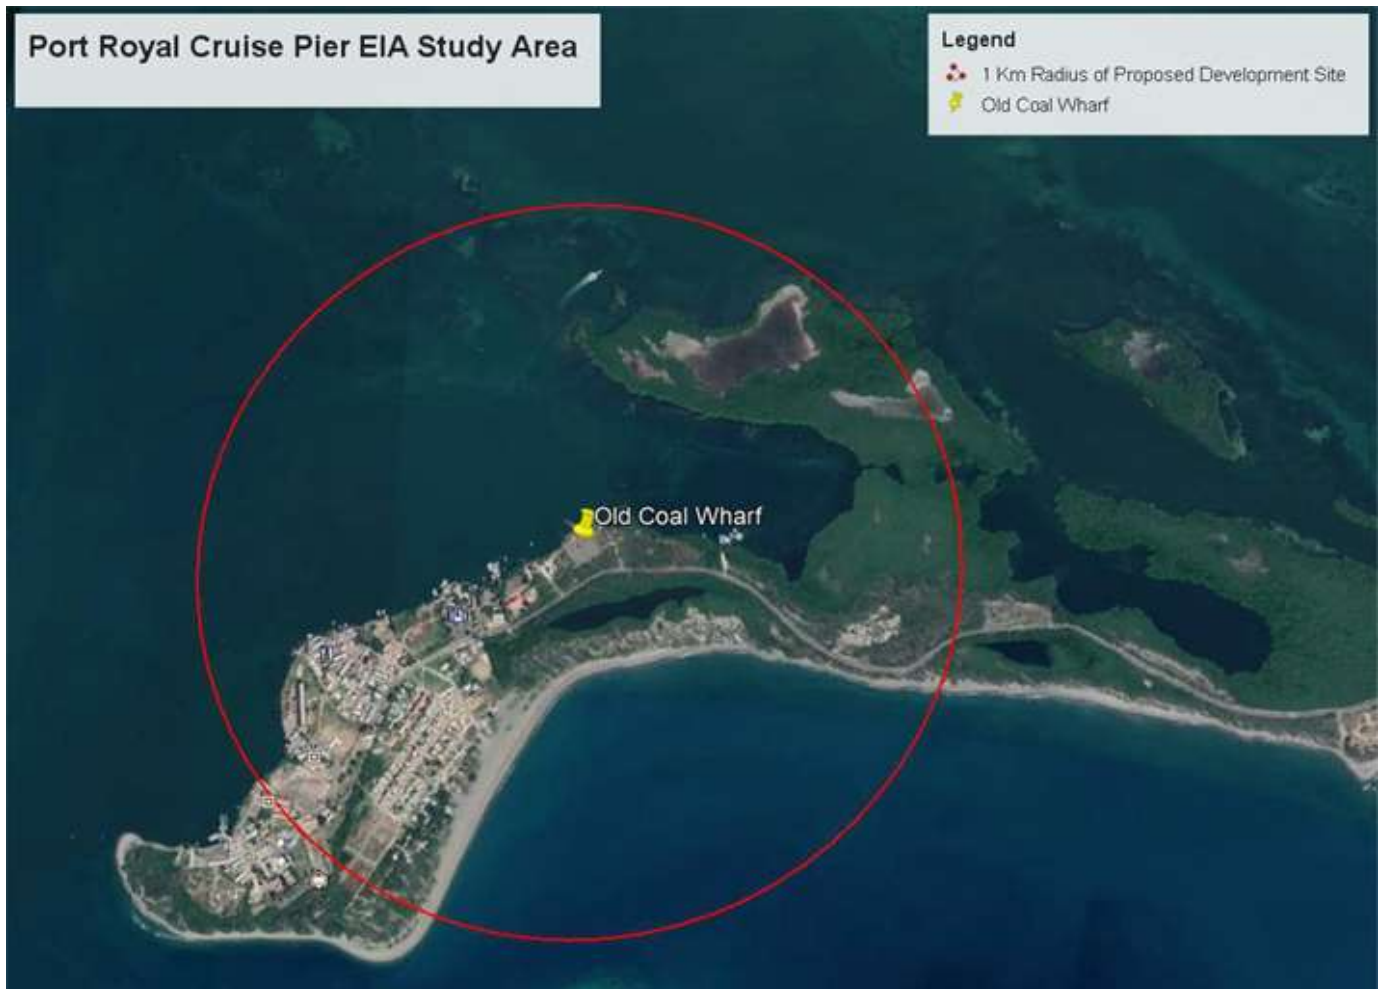 Port Royal Cruise Pier EIA Study Area
Legend
1 Km Radius of Proposed Development Site
Old Coal Wharf
Old Coal Wharf